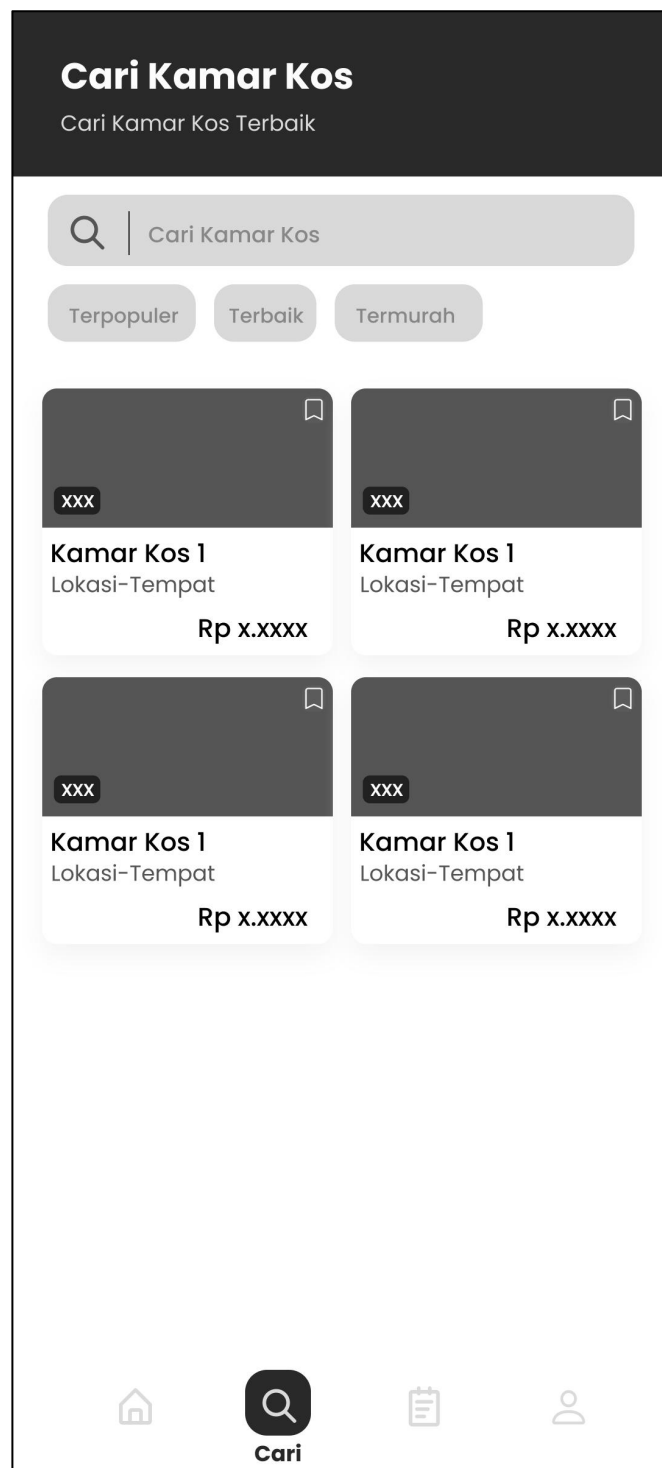 Cari Kamar Kos
Cari Kamar Kos Terbaik
Cari Kamar Kos
Terpopuler
Terbaik
Termurah
XXX
XXX
Kamar Kos 1
Kamar Kos 1
Lokasi-Tempat
Lokasi-Tempat
Rp x.xxxx
Rp x.xxxx
XXX
XXX
Kamar Kos 1
Kamar Kos 1
Lokasi-Tempat
Lokasi-Tempat
Rp x.xxxx
Rp x.xxxx
Cari